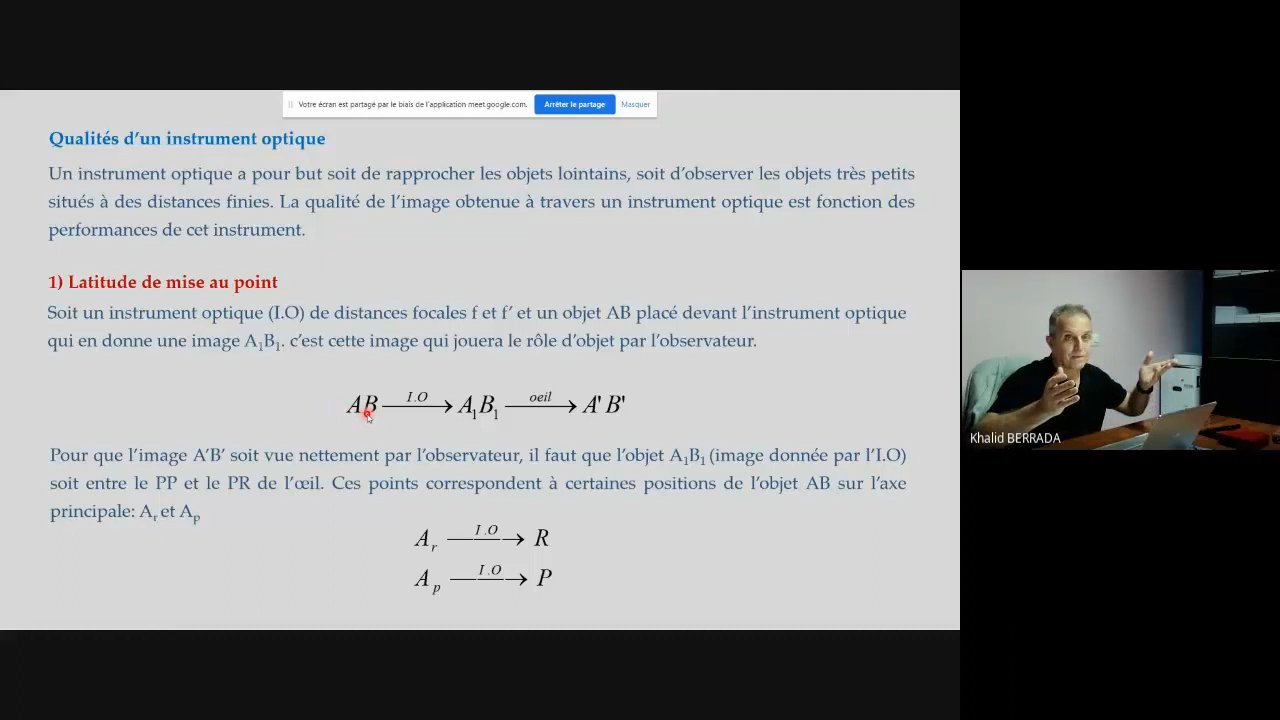 Votre écran est partagé par le biais de l'application meet.google.com. Arrêter le partage Masquer
Qualités d'un instrument optique
Un instrument optique a pour but soit de rapprocher les objets lointains, soit d'observer les objets très petits
situés à des distances finies. La qualité de l'image obtenue à travers un instrument optique est fonction des
performances de cet instrument.
1) Latitude de mise au point
Soit un instrument optique (I.O) de distances focales f et f' et un objet AB placé devant l'instrument optique
qui en donne une image A₁B₁. c'est cette image qui jouera le rôle d'objet par l'observateur.
AB —I.O→ A₁B₁ —oeil→ A'B'
Pour que l'image A'B' soit vue nettement par l'observateur, il faut que l'objet A₁B₁ (image donnée par l'I.O)
soit entre le PP et le PR de l'œil. Ces points correspondent à certaines positions de l'objet AB sur l'axe
principale: Aᵣ et Aₚ
Aᵣ —I.O→ R
Aₚ —I.O→ P
Khalid BERRADA